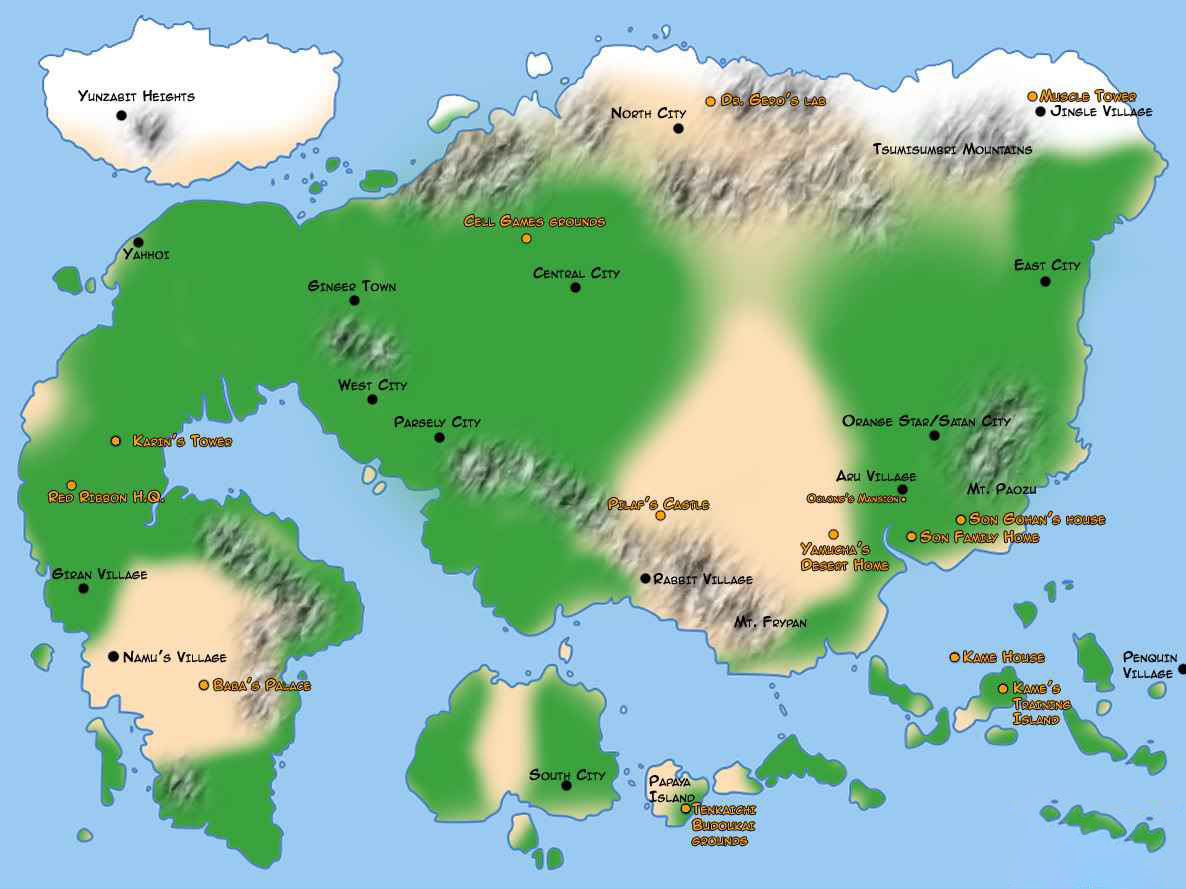 Yunzabit Heights
Muscle Tower
Dr. Gero's lab
Jingle Village
North City
Tsumisumbri Mountains
Cell Games grounds
Yahhoi
East City
Central City
Ginger Town
West City
Parsely City
Orange Star/Satan City
Karin's Tower
Aru Village
Mt. Paozu
Red Ribbon H.Q.
Oolong's Mansion
Pilaf's Castle
Son Gohan's house
Son Family Home
Yamucha's
Desert Home
Giran Village
Rabbit Village
Mt. Frypan
Namu's Village
Kame House
Penquin
Village
Baba's Palace
Kame's
Training
Island
South City
Papaya
Island
Tenkaichi
Budoukai
grounds